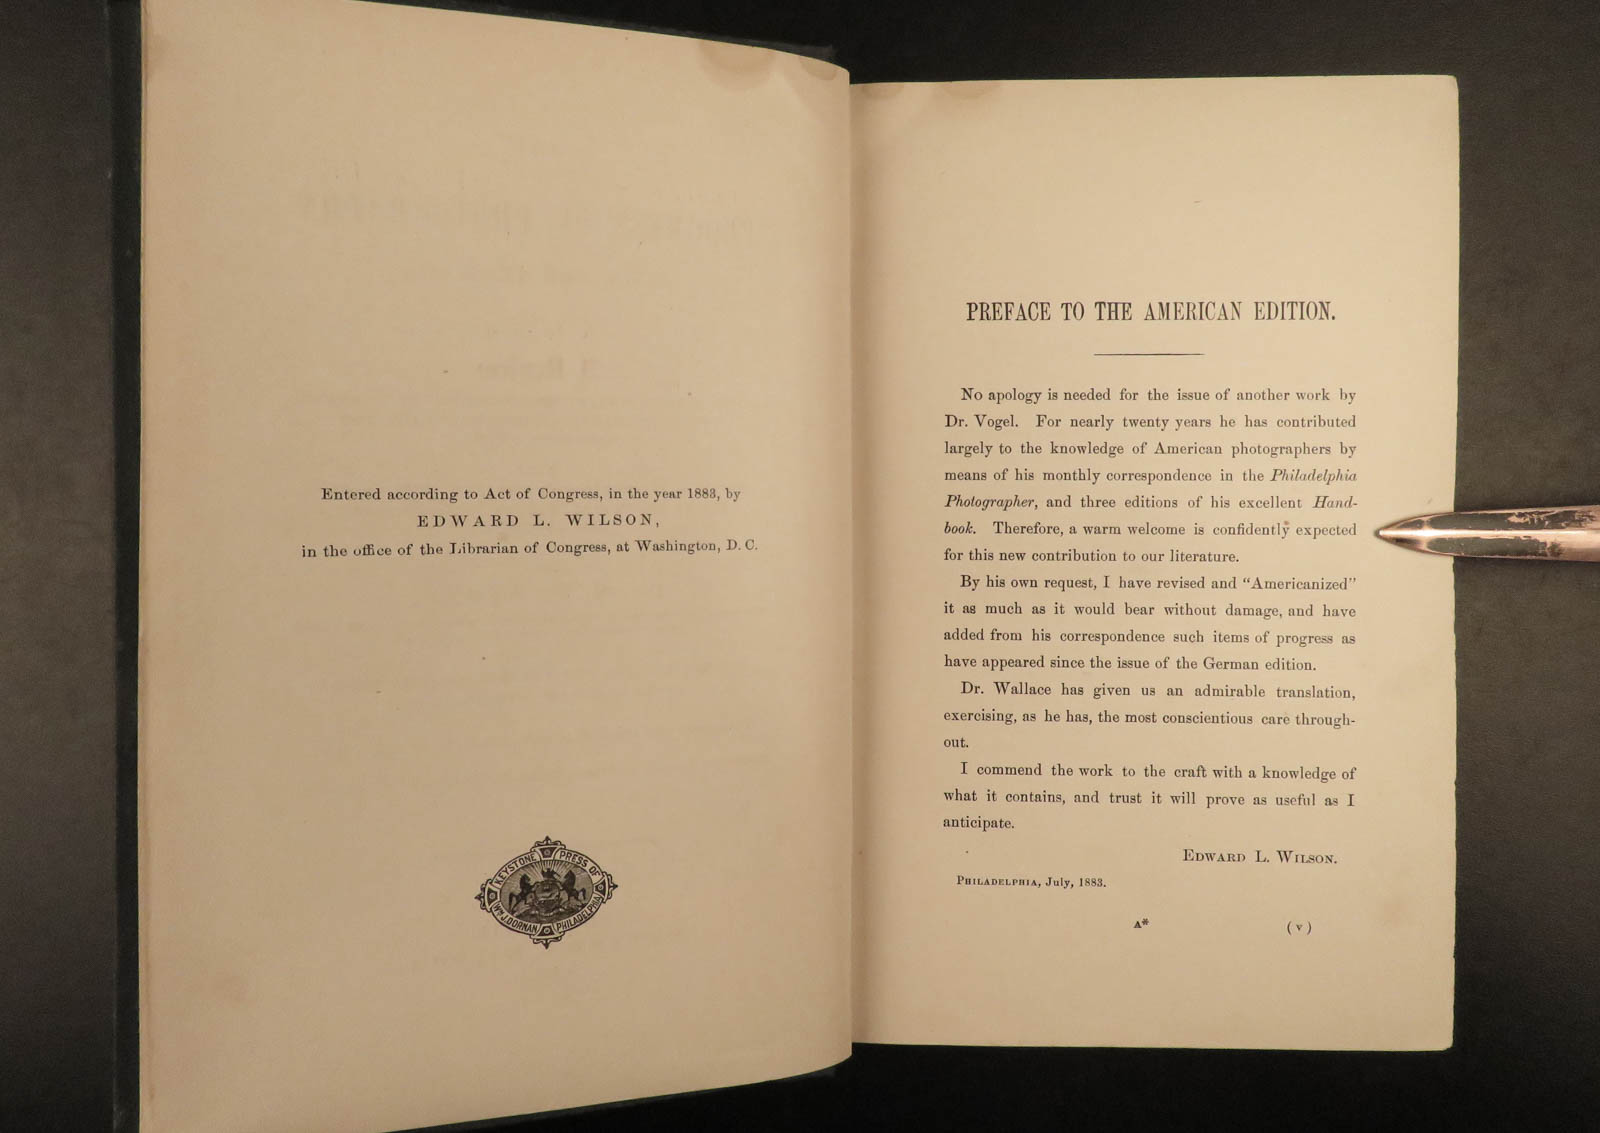 Entered according to Act of Congress, in the year 1883, by
EDWARD L. WILSON,
in the office of the Librarian of Congress, at Washington, D. C.
KEYSTONE PRESS OF
WM J. DORNAN PHILADELPHIA
PREFACE TO THE AMERICAN EDITION.
No apology is needed for the issue of another work by
Dr. Vogel. For nearly twenty years he has contributed
largely to the knowledge of American photographers by
means of his monthly correspondence in the Philadelphia
Photographer, and three editions of his excellent Hand-
book. Therefore, a warm welcome is confidently expected
for this new contribution to our literature.
By his own request, I have revised and "Americanized"
it as much as it would bear without damage, and have
added from his correspondence such items of progress as
have appeared since the issue of the German edition.
Dr. Wallace has given us an admirable translation,
exercising, as he has, the most conscientious care through-
out.
I commend the work to the craft with a knowledge of
what it contains, and trust it will prove as useful as I
anticipate.
EDWARD L. WILSON.
PHILADELPHIA, July, 1883.
A*
(v)